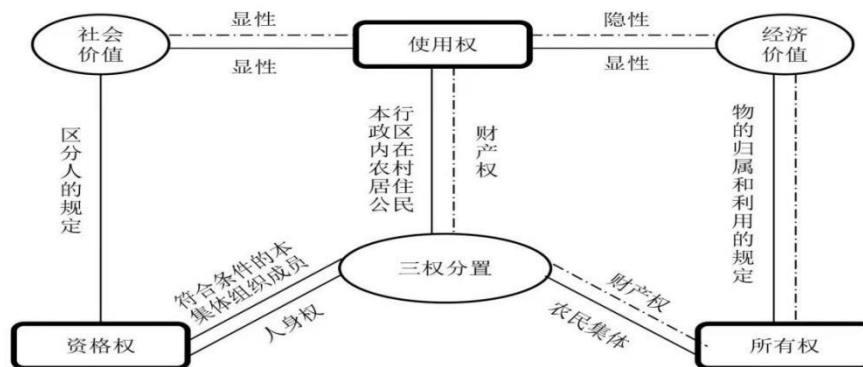 社会
价值
显性
显性
使用权
隐性
显性
经济
价值
区分人的规定
本政内农居公
行区在村住民
财产权
物的归属和利用的规定
三权分置
符合条件的本
集体组织成员
人身权
财产权
农民集体
资格权
所有权